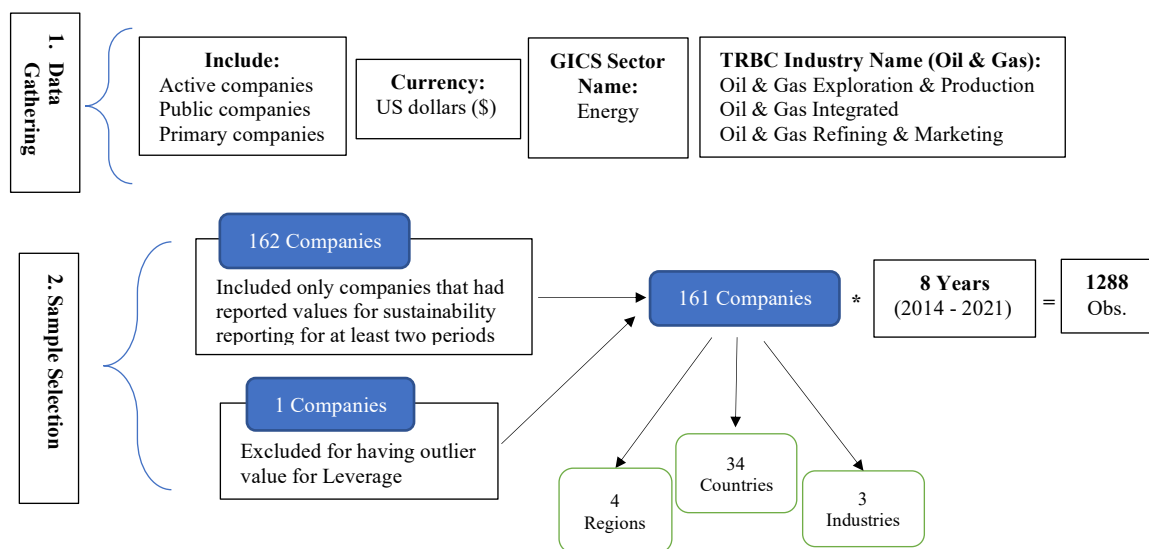 1. Data
Gathering
Include:
Active companies
Public companies
Primary companies
Currency:
US dollars ($)
GICS Sector
Name:
Energy
TRBC Industry Name (Oil & Gas):
Oil & Gas Exploration & Production
Oil & Gas Integrated
Oil & Gas Refining & Marketing
2. Sample Selection
162 Companies
Included only companies that had
reported values for sustainability
reporting for at least two periods
1 Companies
Excluded for having outlier
value for Leverage
161 Companies
*
8 Years
(2014 - 2021)
=
1288
Obs.
4
Regions
34
Countries
3
Industries